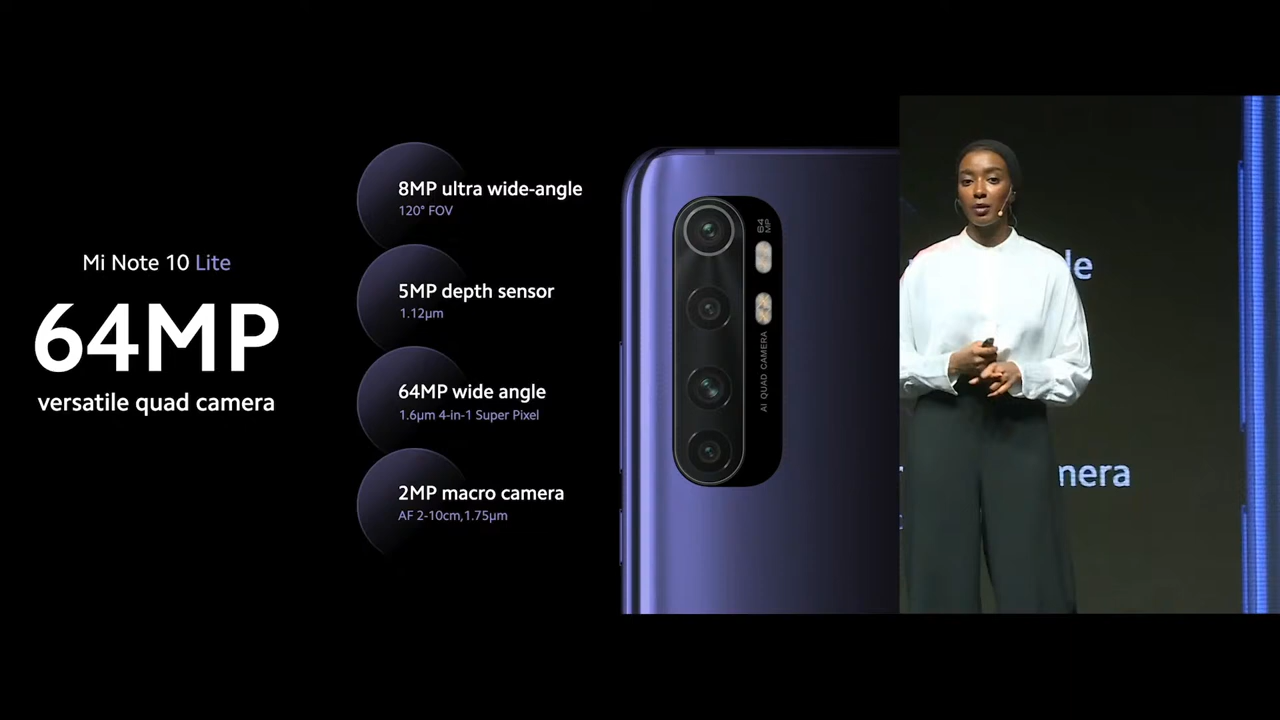 Mi Note 10 Lite
64MP
versatile quad camera
8MP ultra wide-angle
120° FOV
5MP depth sensor
1.12μm
64MP wide angle
1.6μm 4-in-1 Super Pixel
2MP macro camera
AF 2-10cm,1.75μm
64
MP
AI QUAD CAMERA